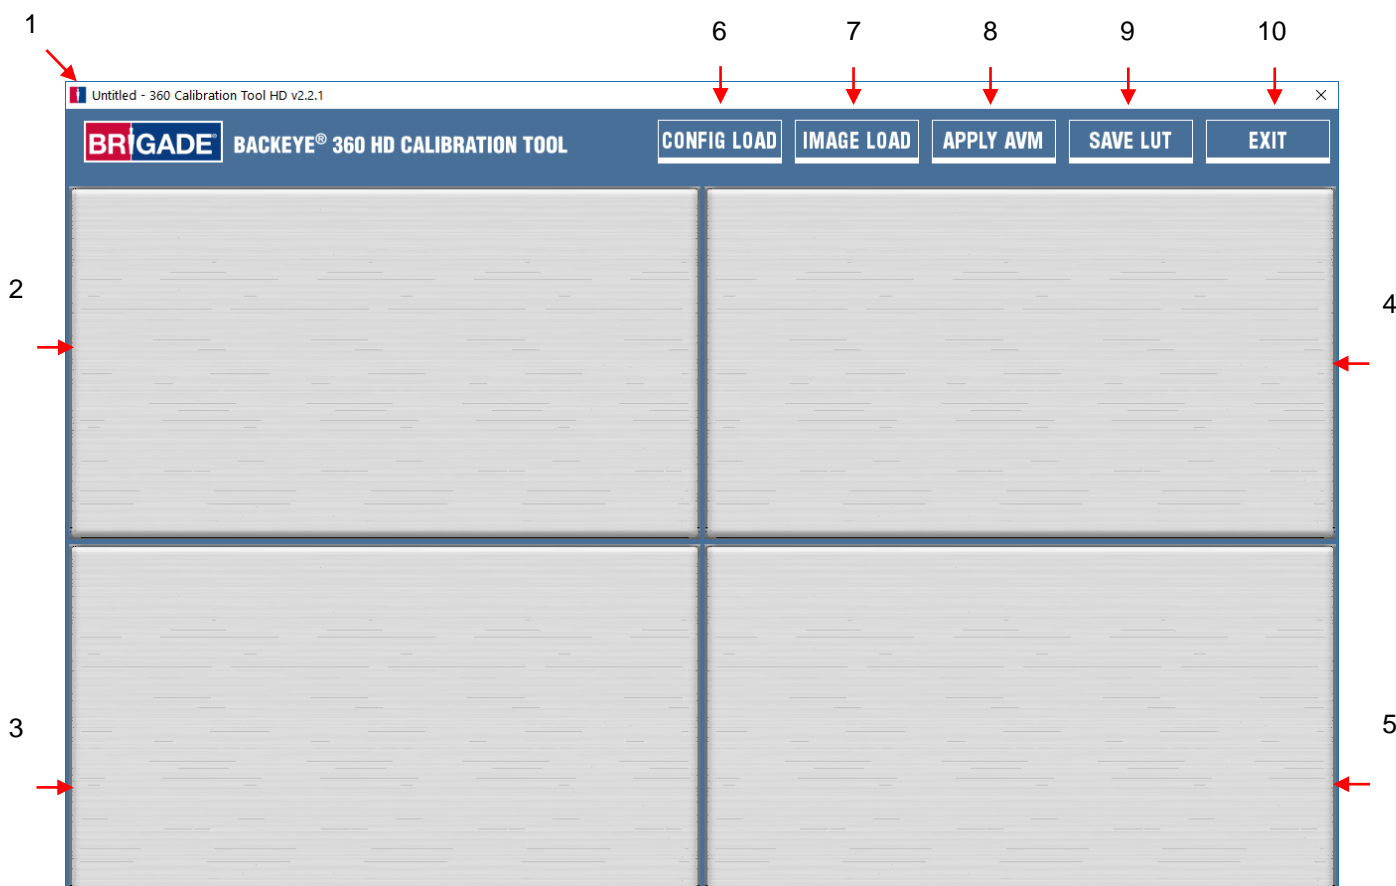 1
6 7 8 9 10
Untitled - 360 Calibration Tool HD v2.2.1
BRIGADE® BACKEYE® 360 HD CALIBRATION TOOL CONFIG LOAD IMAGE LOAD APPLY AVM SAVE LUT EXIT
2
4
3
5